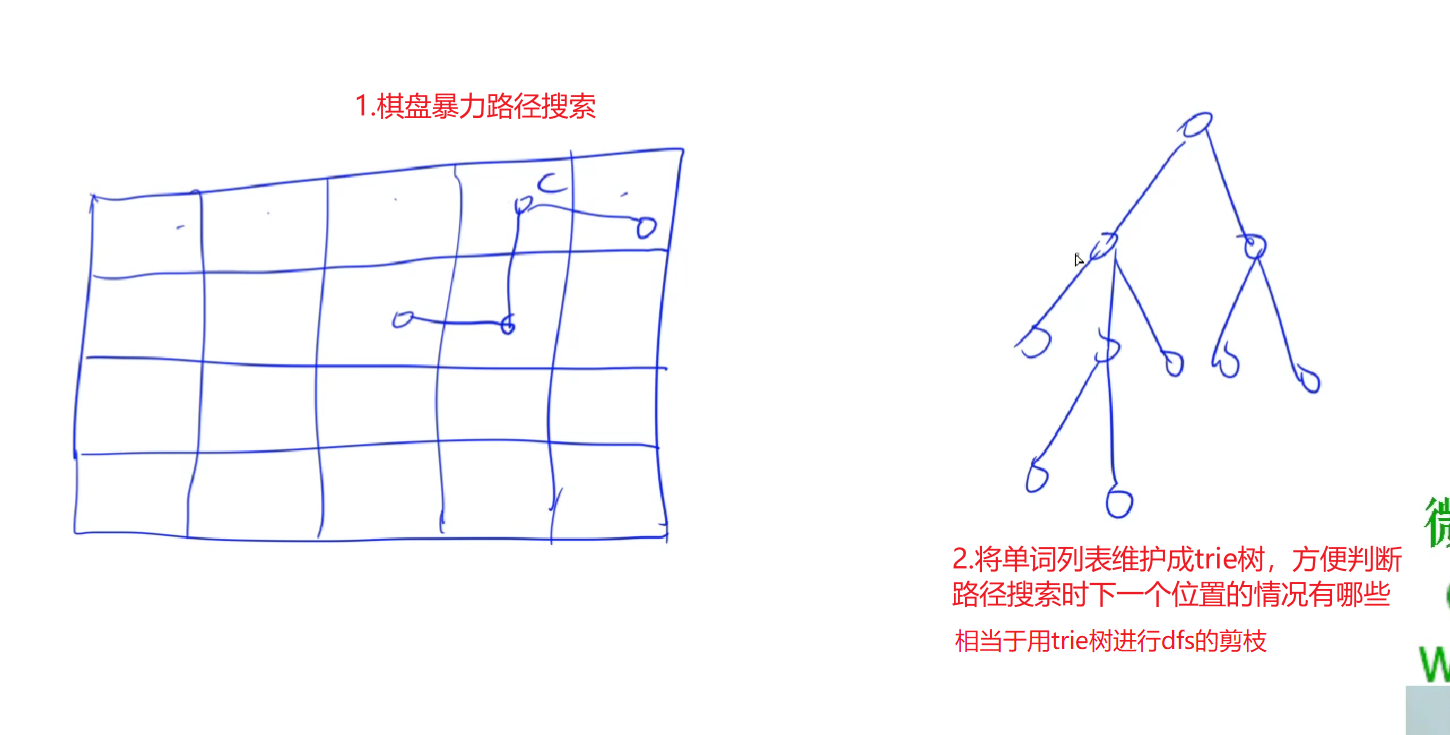 1.棋盘暴力路径搜索
C
2.将单词列表维护成trie树，方便判断
路径搜索时下一个位置的情况有哪些
相当于用trie树进行dfs的剪枝